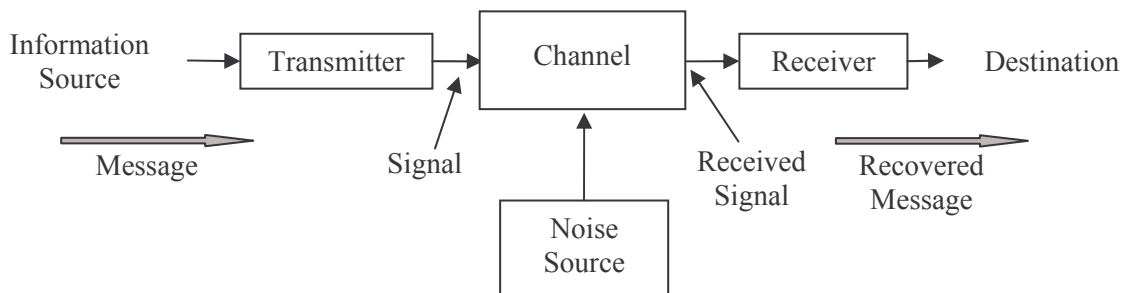 Information
Source
Transmitter
Channel
Receiver
Destination
Message
Signal
Received
Signal
Recovered
Message
Noise
Source